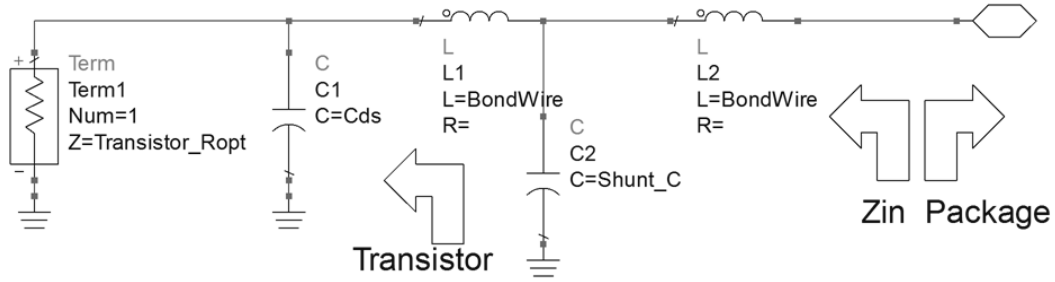 +
Term
Term1
Num=1
Z=Transistor_Ropt
-
C
C1
C=Cds
L
L1
L=BondWire
R=
C
C2
C=Shunt_C
L
L2
L=BondWire
R=
Transistor
Zin
Package